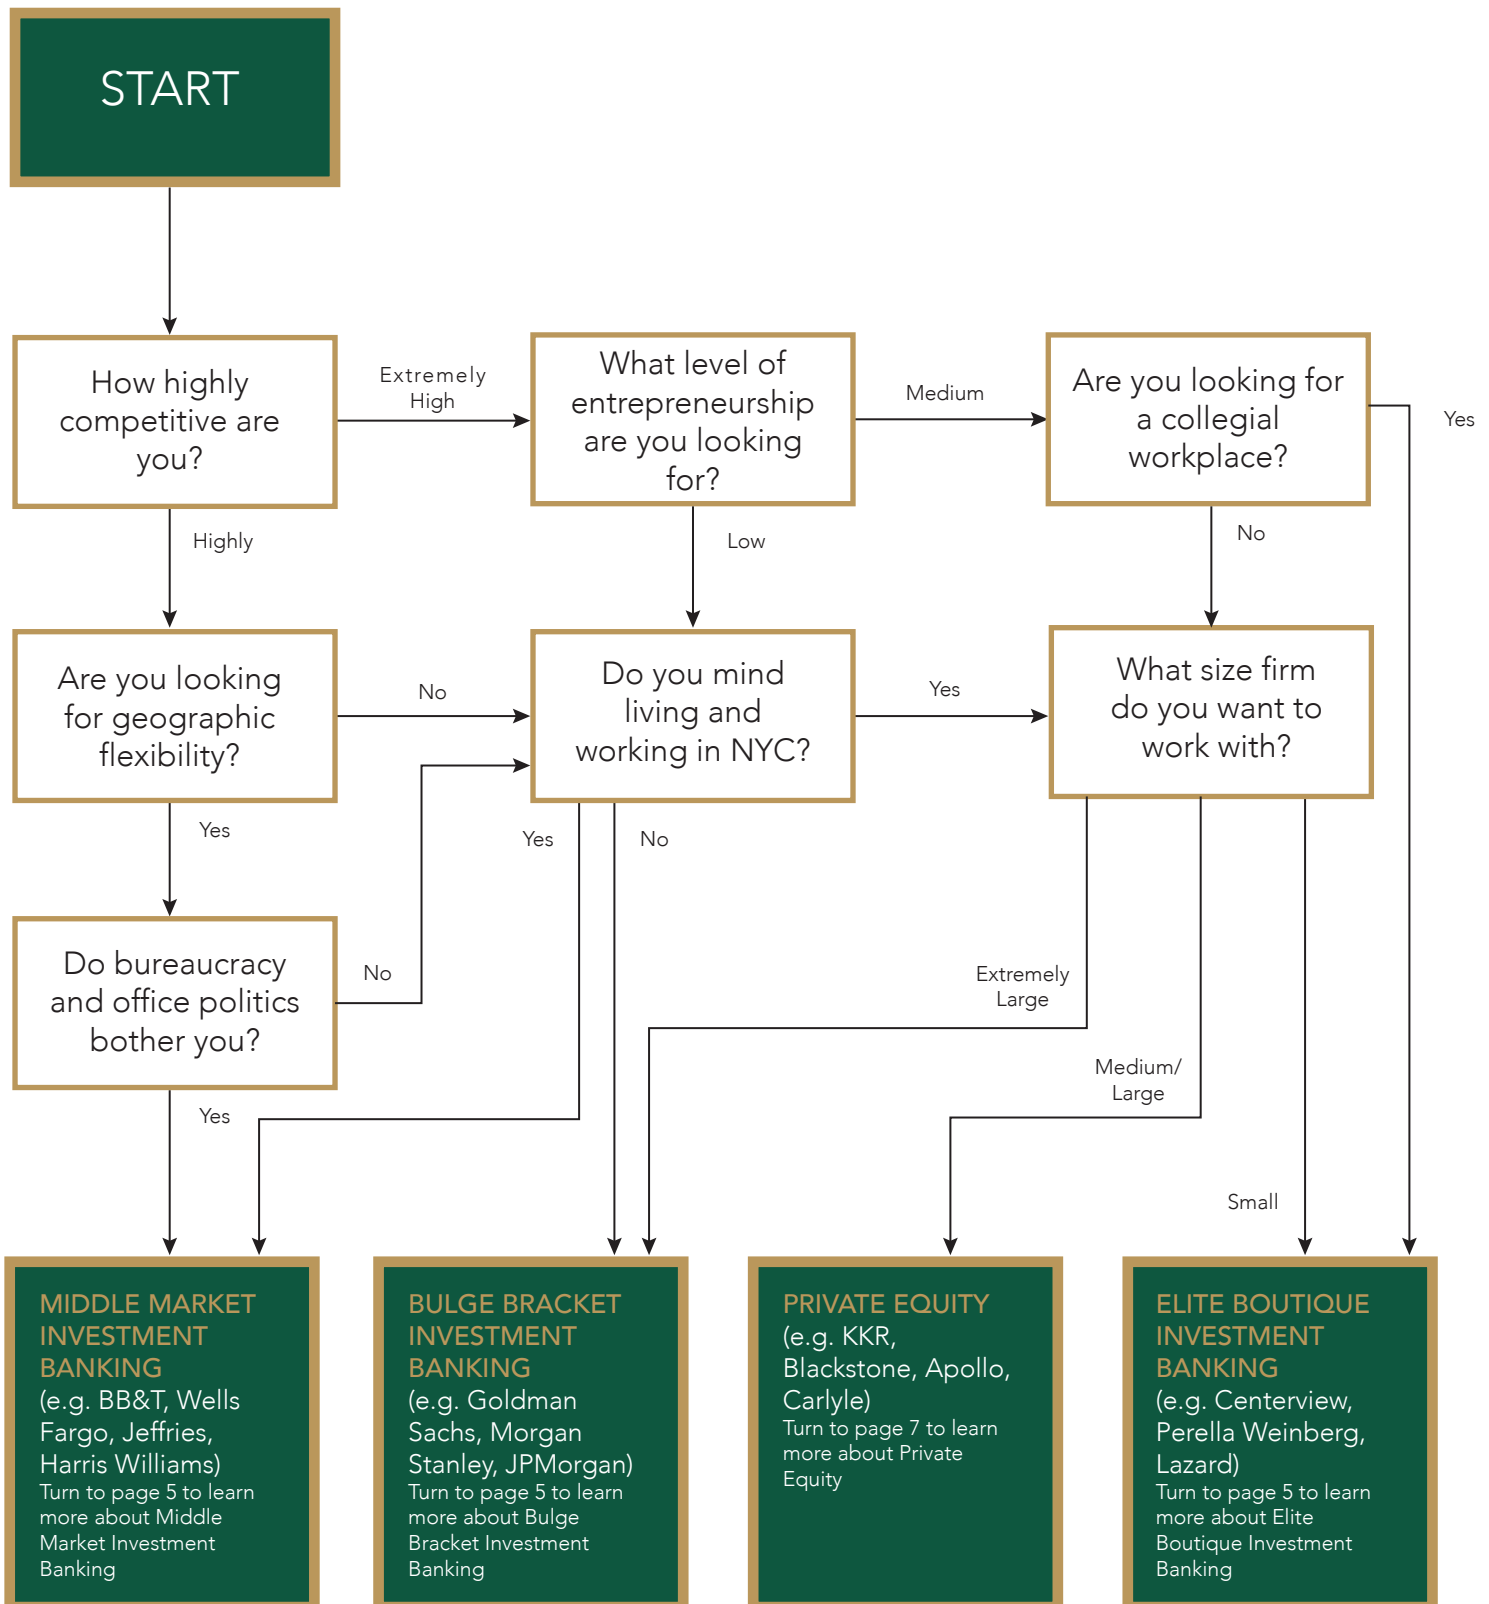 START
How highly
competitive are
you?
Extremely
High
What level of
entrepreneurship
are you looking
for?
Medium
Are you looking for
a collegial
workplace?
Yes
Highly
Low
No
Are you looking
for geographic
flexibility?
No
Do you mind
living and
working in NYC?
Yes
What size firm
do you want to
work with?
Yes
Yes
No
Do bureaucracy
and office politics
bother you?
No
Extremely
Large
Medium/
Large
Yes
Small
MIDDLE MARKET
INVESTMENT
BANKING
(e.g. BB&T, Wells
Fargo, Jeffries,
Harris Williams)
Turn to page 5 to learn
more about Middle
Market Investment
Banking
BULGE BRACKET
INVESTMENT
BANKING
(e.g. Goldman
Sachs, Morgan
Stanley, JPMorgan)
Turn to page 5 to learn
more about Bulge
Bracket Investment
Banking
PRIVATE EQUITY
(e.g. KKR,
Blackstone, Apollo,
Carlyle)
Turn to page 7 to learn
more about Private
Equity
ELITE BOUTIQUE
INVESTMENT
BANKING
(e.g. Centerview,
Perella Weinberg,
Lazard)
Turn to page 5 to learn
more about Elite
Boutique Investment
Banking